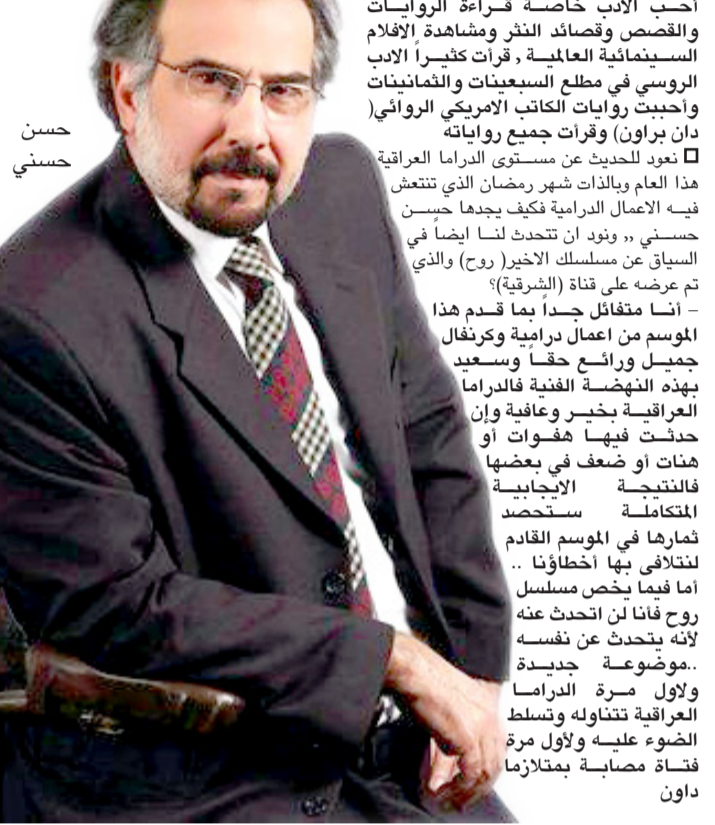 أحب الأدب خاصة قراءة الروايات
والقصص وقصائد النثر ومشاهدة الافلام
السينمائية العالمية , قرأت كثيراً الادب
الروسي في مطلع السبعينات والثمانينات
وأحببت روايات الكاتب الامريكي الروائي(
دان براون) وقرأت جميع رواياته
□ نعود للحديث عن مستوى الدراما العراقية
هذا العام وبالذات شهر رمضان الذي تنتعش
فيه الاعمال الدرامية فكيف يجدها حسن
حسني ,, ونود ان تتحدث لنا ايضاً في
السياق عن مسلسلك الاخير( روح) والذي
تم عرضه على قناة (الشرقية)؟
– أنا متفائل جداً بما قدم هذا
الموسم من اعمال درامية وكرنفال
جميل ورائع حقاً وسعيد
بهذه النهضة الفنية فالدراما
العراقية بخير وعافية وإن
حدثت فيها هفوات أو
هنات أو ضعف في بعضها
فالنتيجة الايجابية
المتكاملة ستحصد
ثمارها في الموسم القادم
لنتلافى بها أخطاؤنا ..
أما فيما يخص مسلسل
روح فأنا لن اتحدث عنه
لأنه يتحدث عن نفسه
..موضوعة جديدة
ولاول مرة الدراما
العراقية تتناوله وتسلط
الضوء عليه ولأول مرة
فتاة مصابة بمتلازما
داون
حسن
حسني